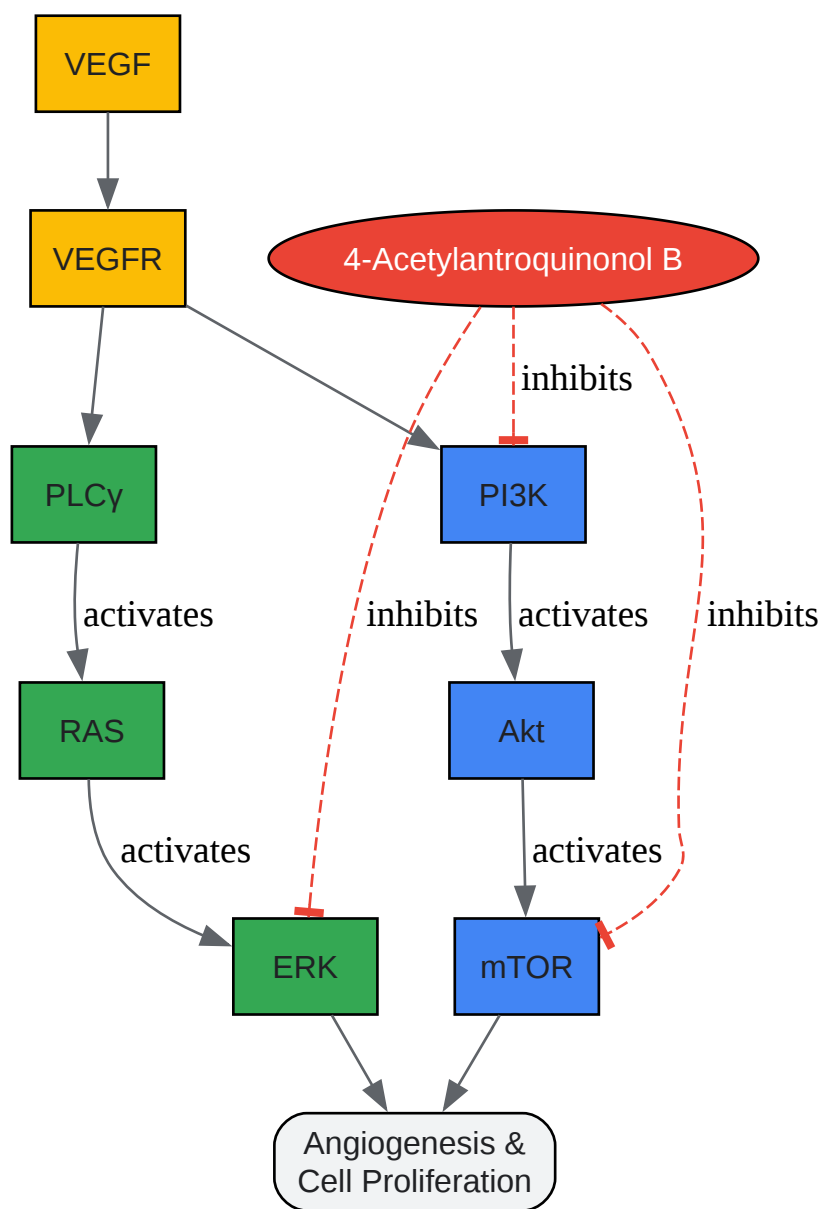 VEGF
VEGFR
4-Acetylantroquinonol B
inhibits
PLCγ
PI3K
activates
inhibits
activates
inhibits
RAS
Akt
activates
activates
ERK
mTOR
Angiogenesis &
Cell Proliferation